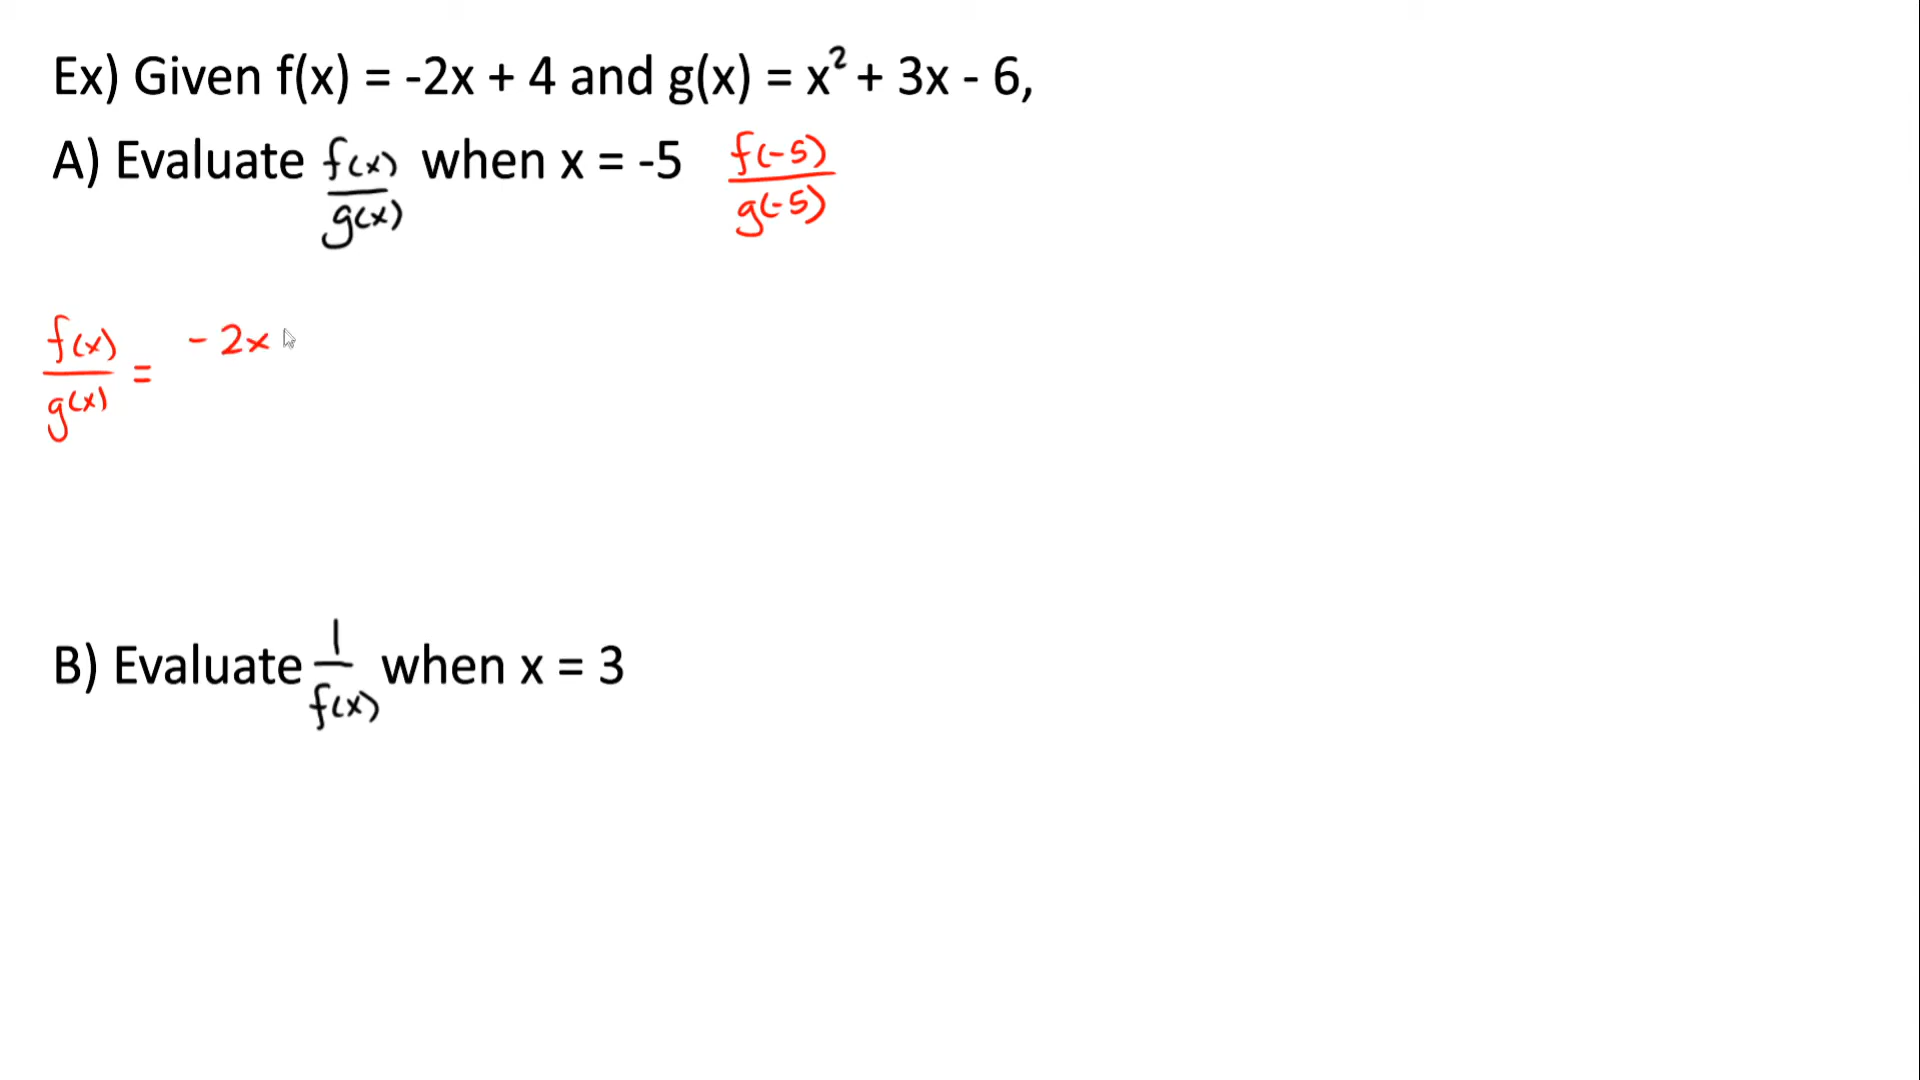 Ex) Given f(x) = -2x + 4 and g(x) = x² + 3x - 6,
A) Evaluate f(x)/g(x) when x = -5 f(-5)/g(-5)
f(x)/g(x) = - 2x
B) Evaluate 1/f(x) when x = 3